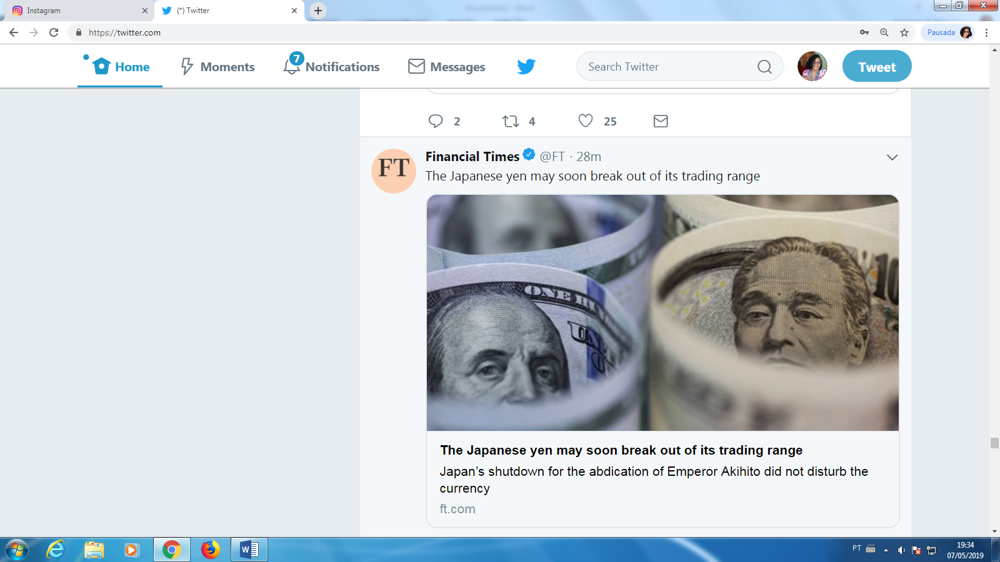 Instagram
(*) Twitter
https://twitter.com
Pausada
Home
Moments
7
Notifications
Messages
Search Twitter
Tweet
2
4
25
FT
Financial Times @FT · 28m
The Japanese yen may soon break out of its trading range
ONE H
UN
10
The Japanese yen may soon break out of its trading range
Japan’s shutdown for the abdication of Emperor Akihito did not disturb the
currency
ft.com
W
PT
19:34
07/05/2019